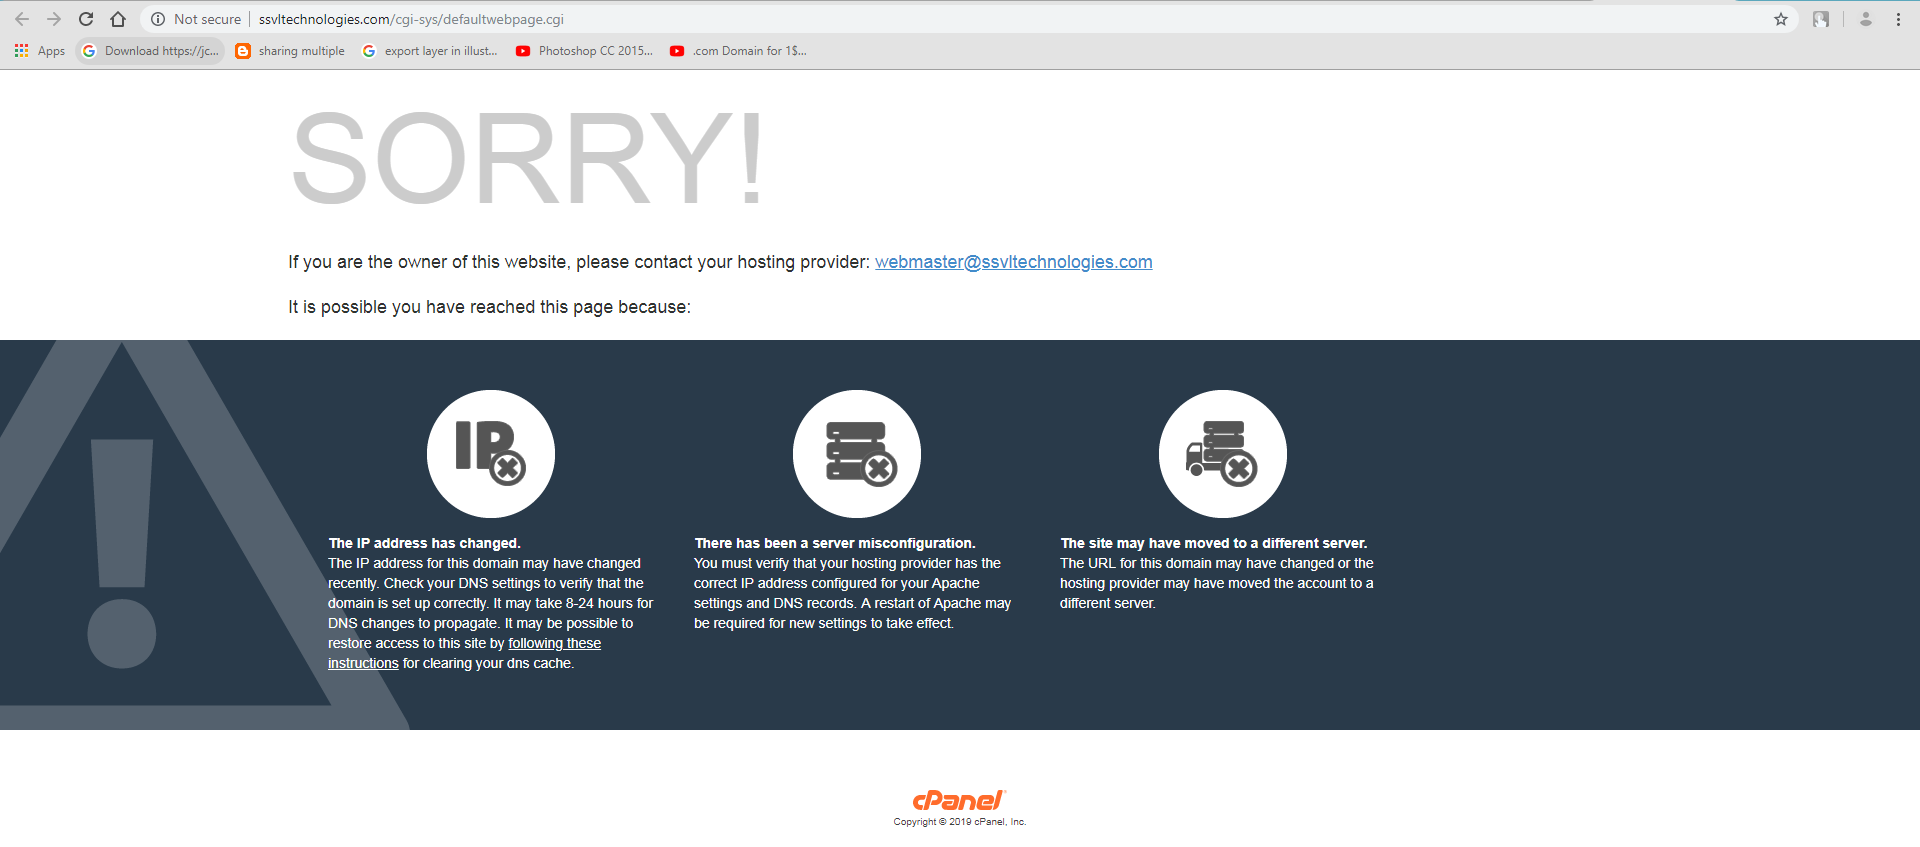 Not secure | ssvltechnologies.com/cgi-sys/defaultwebpage.cgi
Apps Download https://jc... sharing multiple export layer in illust... Photoshop CC 2015... .com Domain for 1$...
SORRY!
If you are the owner of this website, please contact your hosting provider: webmaster@ssvltechnologies.com
It is possible you have reached this page because:
IP
The IP address has changed.
The IP address for this domain may have changed
recently. Check your DNS settings to verify that the
domain is set up correctly. It may take 8-24 hours for
DNS changes to propagate. It may be possible to
restore access to this site by following these
instructions for clearing your dns cache.
There has been a server misconfiguration.
You must verify that your hosting provider has the
correct IP address configured for your Apache
settings and DNS records. A restart of Apache may
be required for new settings to take effect.
The site may have moved to a different server.
The URL for this domain may have changed or the
hosting provider may have moved the account to a
different server.
cPanel
Copyright © 2019 cPanel, Inc.